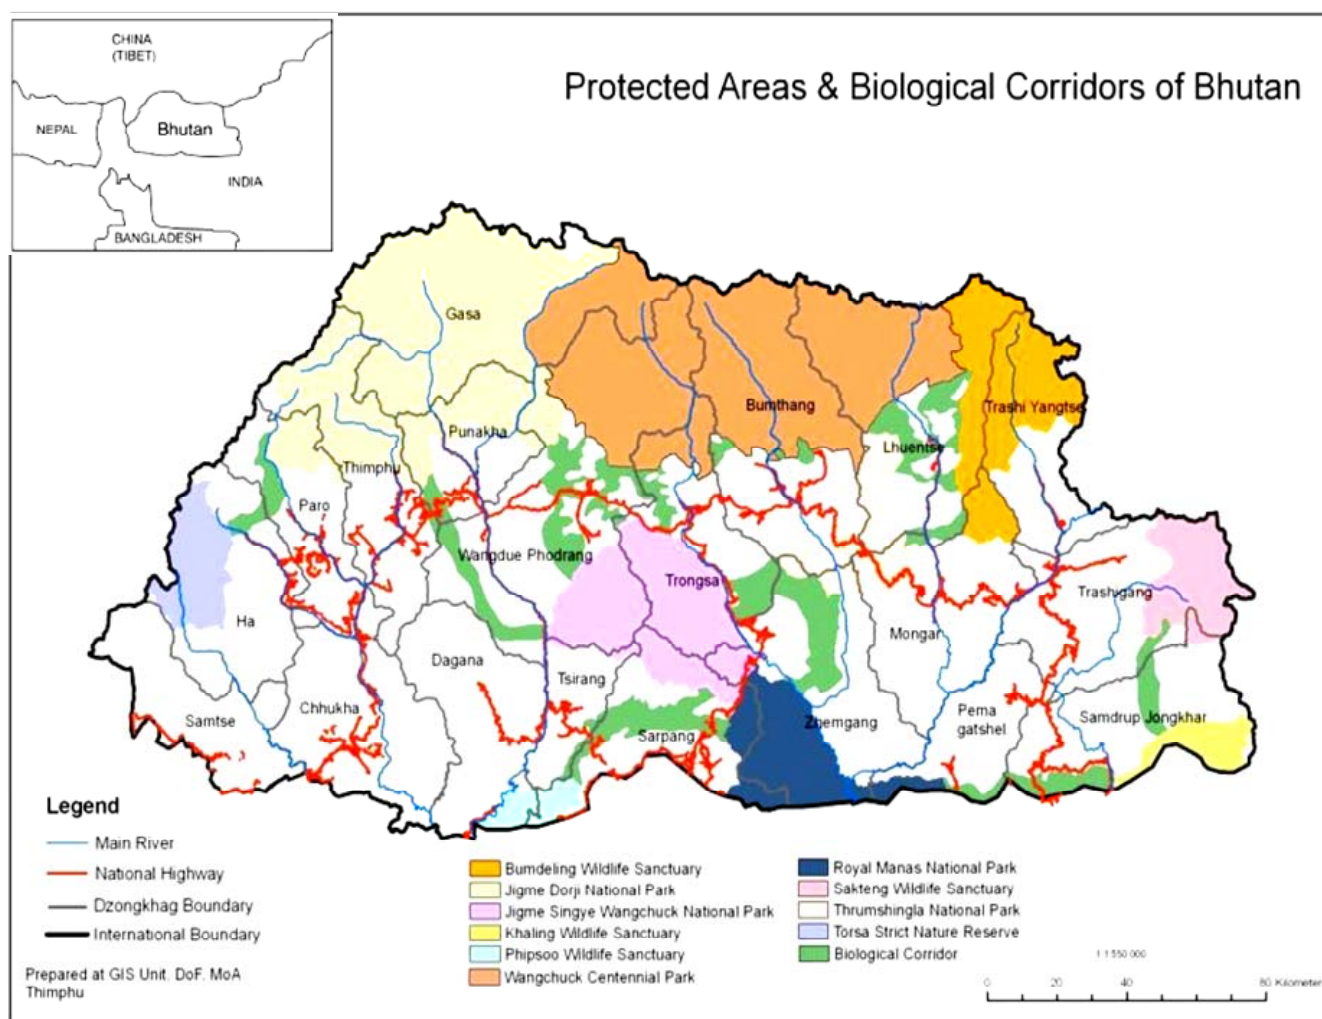 CHINA
(TIBET)
NEPAL
Bhutan
INDIA
BANGLADESH
Protected Areas & Biological Corridors of Bhutan
Gasa
Punakha
Thimphu
Paro
Bumthang
Lhuentse
Trashi Yangtse
Wangdue Phodrang
Trongsa
Trashigang
Ha
Mongar
Dagana
Tsirang
Samtse
Chhukha
Sarpang
Zhemgang
Pema
gatshel
Samdrup Jongkhar
Legend
Main River
National Highway
Dzongkhag Boundary
International Boundary
Prepared at GIS Unit. DoF. MoA
Thimphu
Bumdeling Wildlife Sanctuary
Jigme Dorji National Park
Jigme Singye Wangchuck National Park
Khaling Wildlife Sanctuary
Phipsoo Wildlife Sanctuary
Wangchuck Centennial Park
Royal Manas National Park
Sakteng Wildlife Sanctuary
Thrumshingla National Park
Torsa Strict Nature Reserve
Biological Corridor
1:1 550 000
0 20 40 80 Kilometer